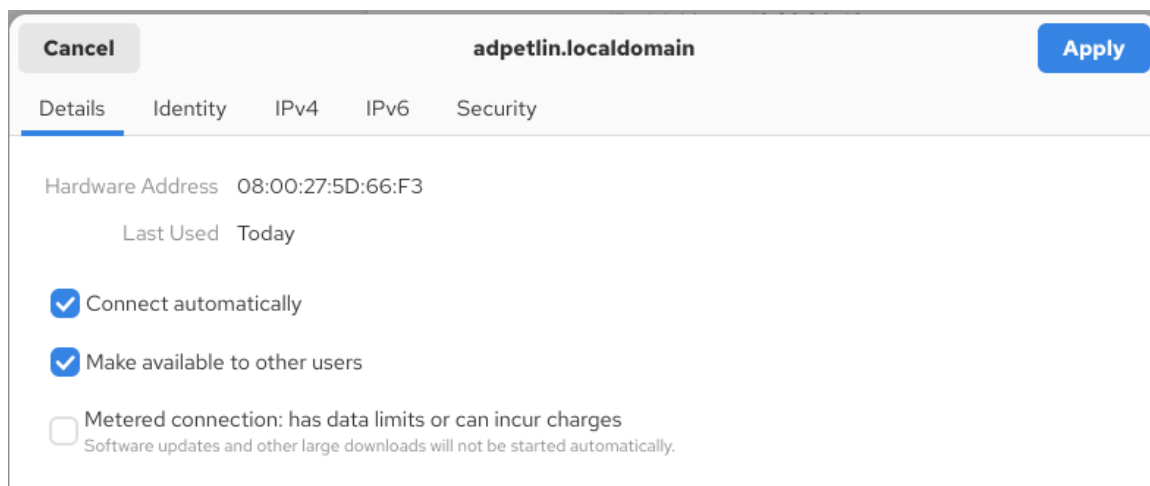 Cancel adpetlin.localdomain Apply
Details Identity IPv4 IPv6 Security
Hardware Address 08:00:27:5D:66:F3
Last Used Today
Connect automatically
Make available to other users
Metered connection: has data limits or can incur charges
Software updates and other large downloads will not be started automatically.